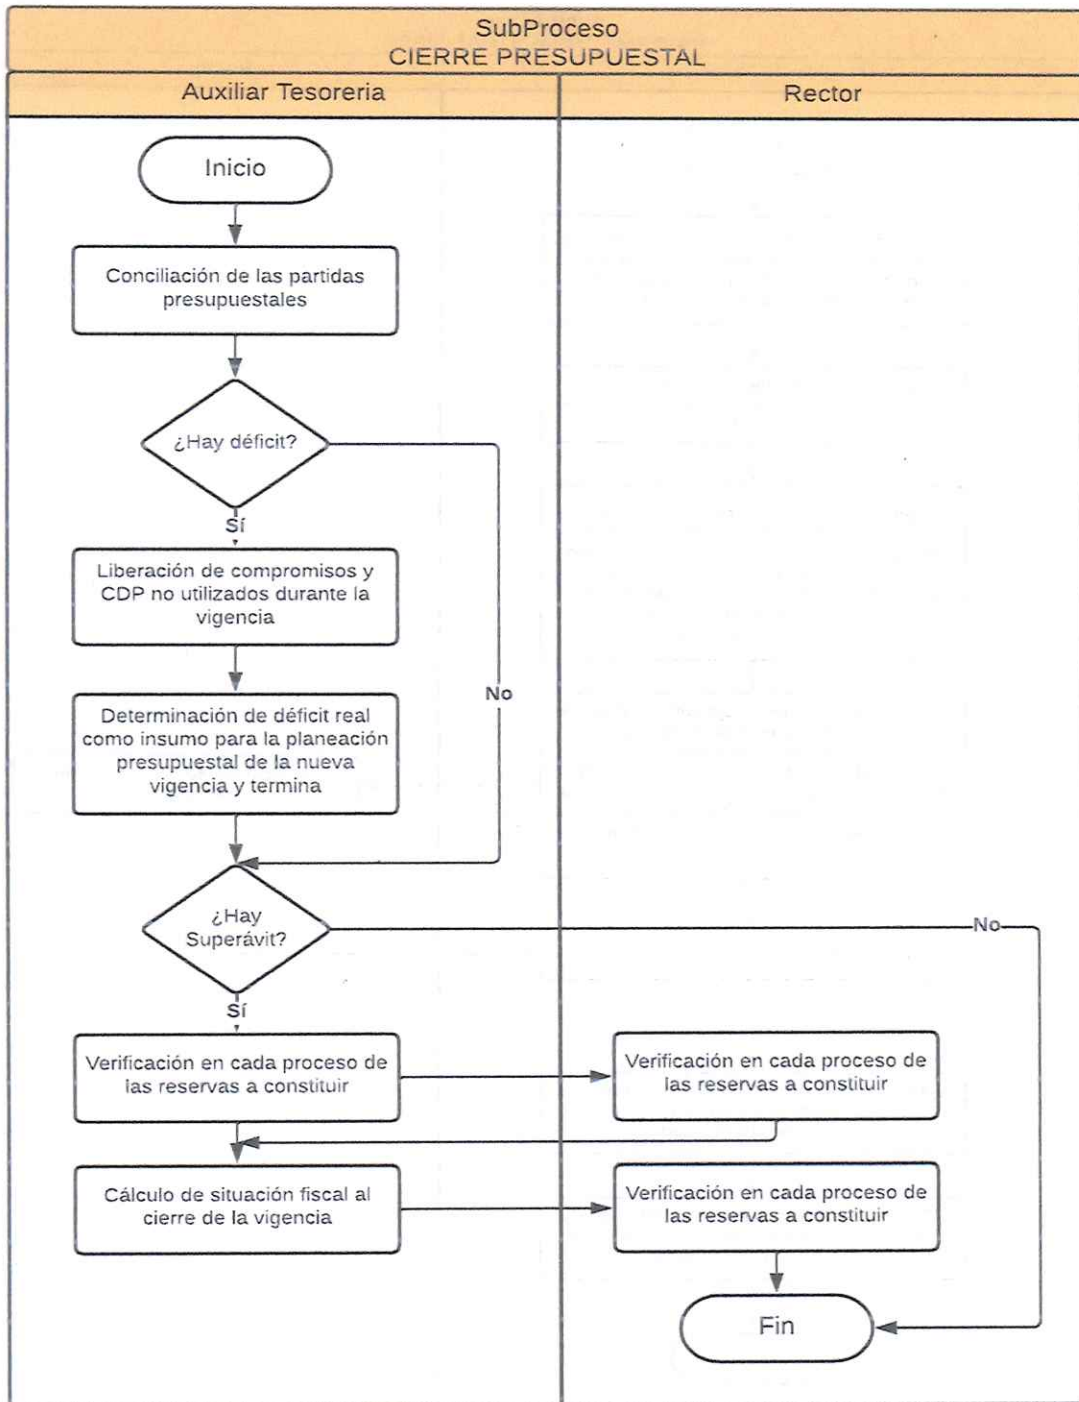 SubProceso
CIERRE PRESUPUESTAL
Auxiliar Tesoreria
Rector
Inicio
Conciliación de las partidas
presupuestales
¿Hay déficit?
Sí
Liberación de compromisos y
CDP no utilizados durante la
vigencia
No
Determinación de déficit real
como insumo para la planeación
presupuestal de la nueva
vigencia y termina
¿Hay
Superávit?
No
Sí
Verificación en cada proceso de
las reservas a constituir
Verificación en cada proceso de
las reservas a constituir
Cálculo de situación fiscal al
cierre de la vigencia
Verificación en cada proceso de
las reservas a constituir
Fin